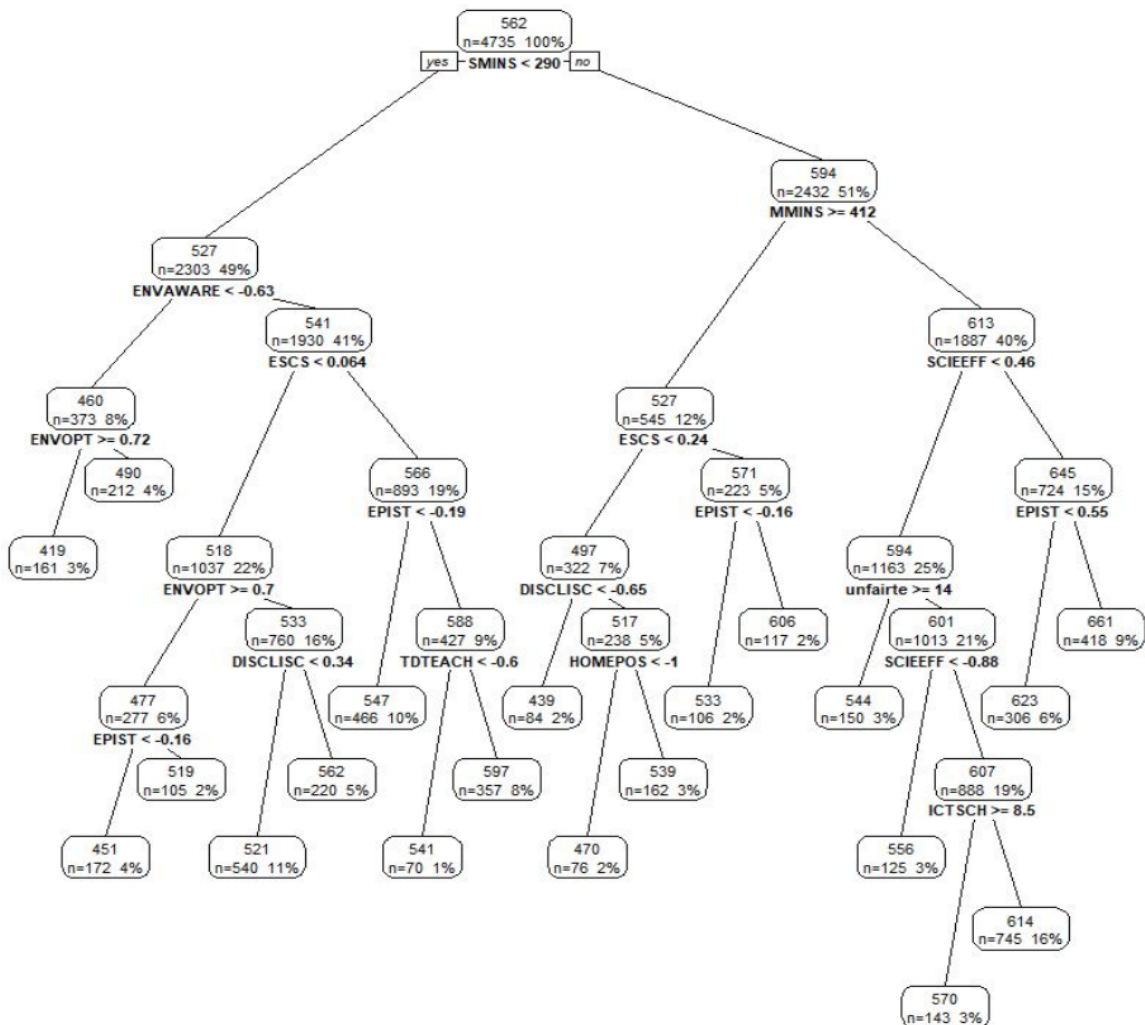 562
n=4735 100%
yes SMINS < 290 no
594
n=2432 51%
MMINS >= 412
527
n=2303 49%
ENVAWARE < -0.63
541
n=1930 41%
ESCS < 0.064
613
n=1887 40%
SCIEEFF < 0.46
460
n=373 8%
ENVOPT >= 0.72
527
n=545 12%
ESCS < 0.24
490
n=212 4%
566
n=893 19%
EPIST < -0.19
571
n=223 5%
EPIST < -0.16
645
n=724 15%
EPIST < 0.55
419
n=161 3%
518
n=1037 22%
ENVOPT >= 0.7
497
n=322 7%
DISCLISC < -0.65
594
n=1163 25%
unfairte >= 14
533
n=760 16%
DISCLISC < 0.34
588
n=427 9%
TDTEACH < -0.6
517
n=238 5%
HOMEPOS < -1
606
n=117 2%
601
n=1013 21%
SCIEEFF < -0.88
661
n=418 9%
477
n=277 6%
EPIST < -0.16
547
n=466 10%
439
n=84 2%
533
n=106 2%
544
n=150 3%
623
n=306 6%
519
n=105 2%
562
n=220 5%
597
n=357 8%
539
n=162 3%
607
n=888 19%
ICTSCH >= 8.5
451
n=172 4%
521
n=540 11%
541
n=70 1%
470
n=76 2%
556
n=125 3%
614
n=745 16%
570
n=143 3%